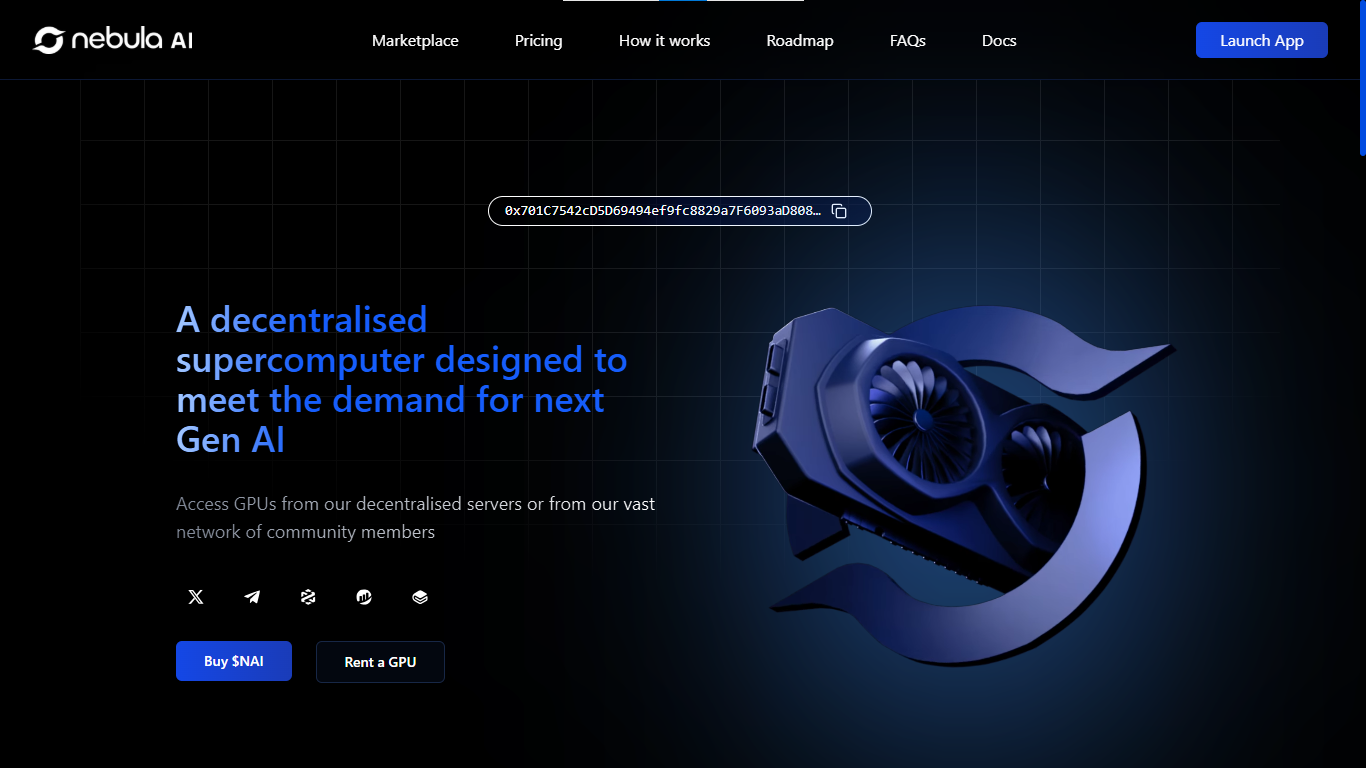 nebula AI
Marketplace
Pricing
How it works
Roadmap
FAQs
Docs
Launch App
0x701C7542cD5D69494ef9fc8829a7F6093aD808…
A decentralised
supercomputer designed to
meet the demand for next
Gen AI
Access GPUs from our decentralised servers or from our vast
network of community members
Buy $NAI
Rent a GPU